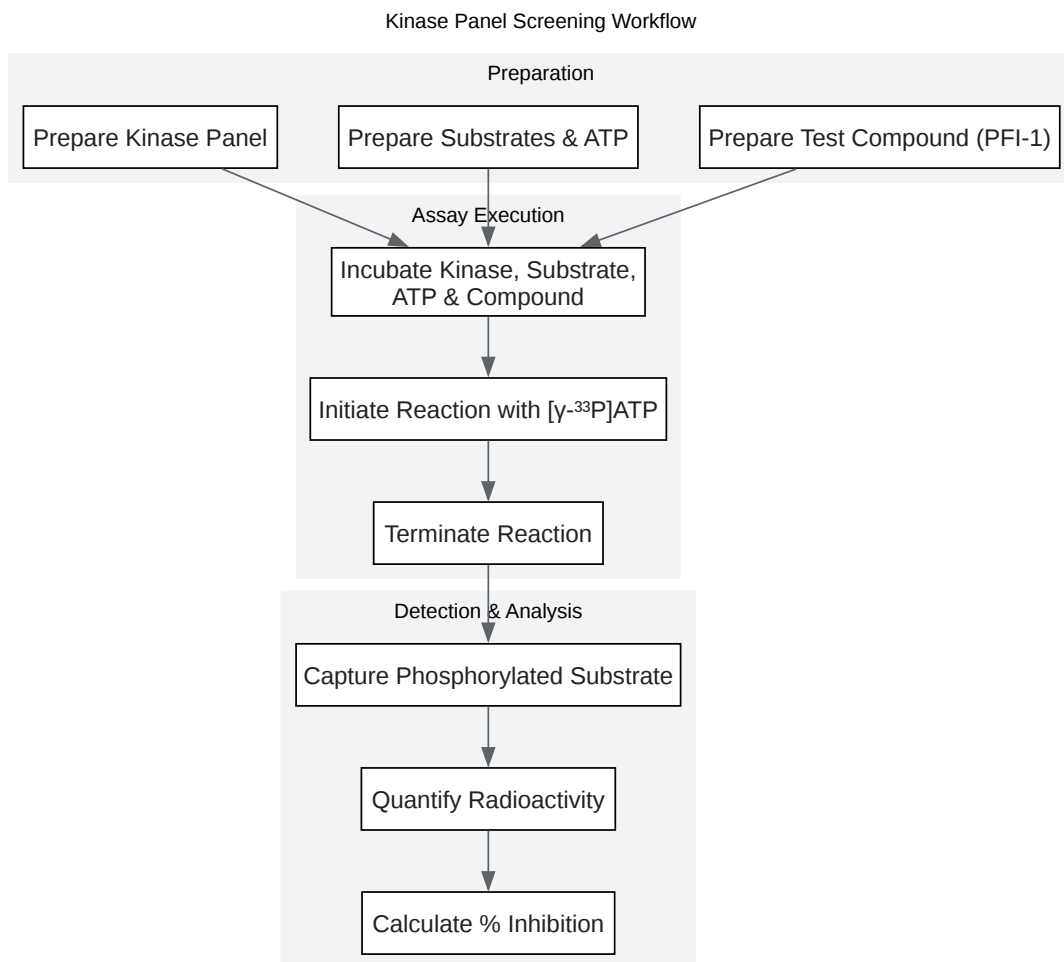 Kinase Panel Screening Workflow
Preparation
Prepare Kinase Panel
Prepare Substrates & ATP
Prepare Test Compound (PFI-1)
Assay Execution
Incubate Kinase, Substrate,
ATP & Compound
Initiate Reaction with [γ-³³P]ATP
Terminate Reaction
Detection & Analysis
Capture Phosphorylated Substrate
Quantify Radioactivity
Calculate % Inhibition